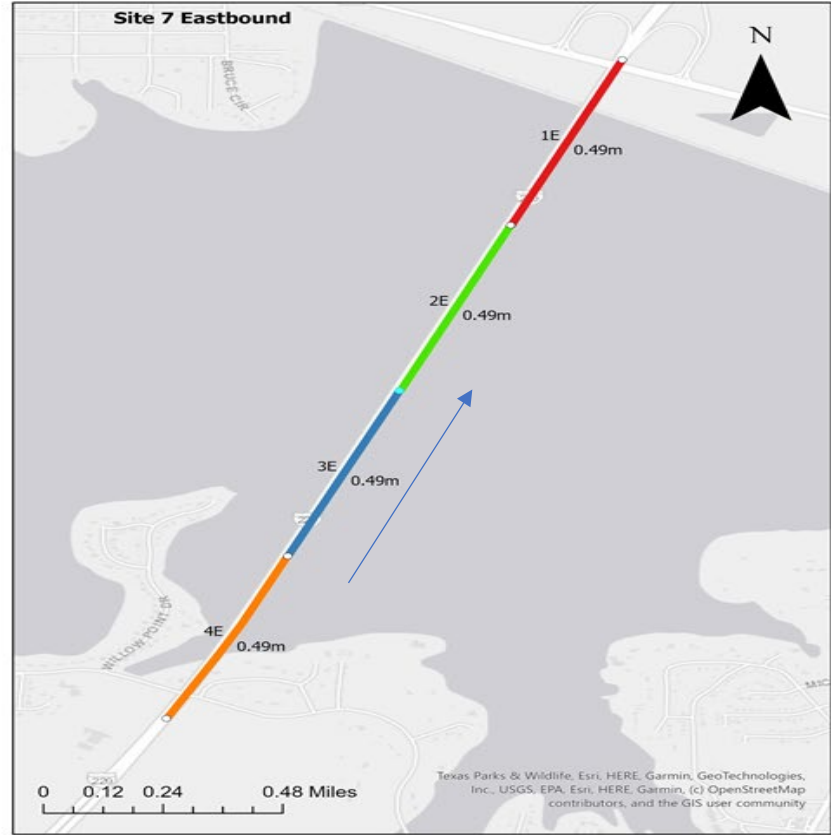 Site 7 Eastbound
N
BRUCE CIR
1E
0.49m
2E
0.49m
3E
0.49m
4E
0.49m
WILLOW POINT DR
220
0 0.12 0.24 0.48 Miles
Texas Parks & Wildlife, Esri, HERE, Garmin, GeoTechnologies,
Inc., USGS, EPA, Esri, HERE, Garmin, (c) OpenStreetMap
contributors, and the GIS user community